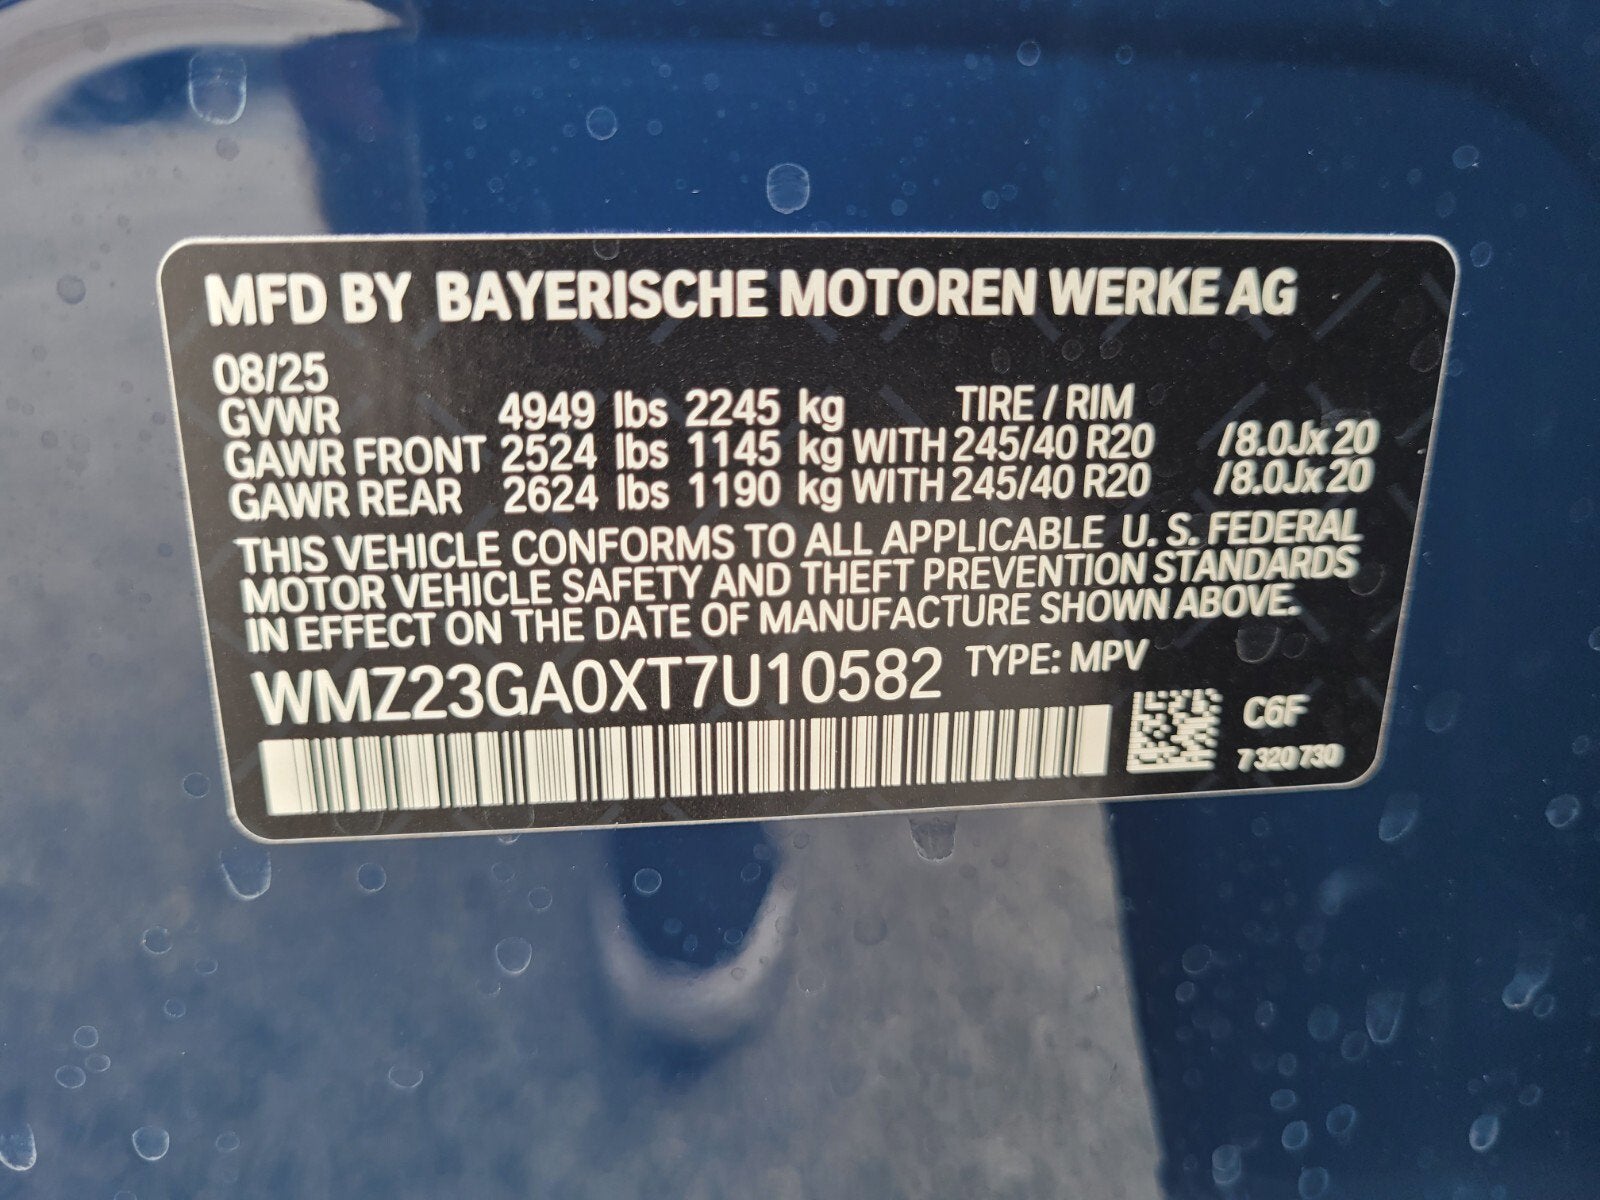 MFD BY BAYERISCHE MOTOREN WERKE AG
08/25
GVWR 4949 lbs 2245 kg TIRE / RIM
GAWR FRONT 2524 lbs 1145 kg WITH 245/40 R20 /8.0Jx20
GAWR REAR 2624 lbs 1190 kg WITH 245/40 R20 /8.0Jx20
THIS VEHICLE CONFORMS TO ALL APPLICABLE U. S. FEDERAL
MOTOR VEHICLE SAFETY AND THEFT PREVENTION STANDARDS
IN EFFECT ON THE DATE OF MANUFACTURE SHOWN ABOVE.
WMZ23GA0XT7U10582 TYPE: MPV
C6F
7 320 730